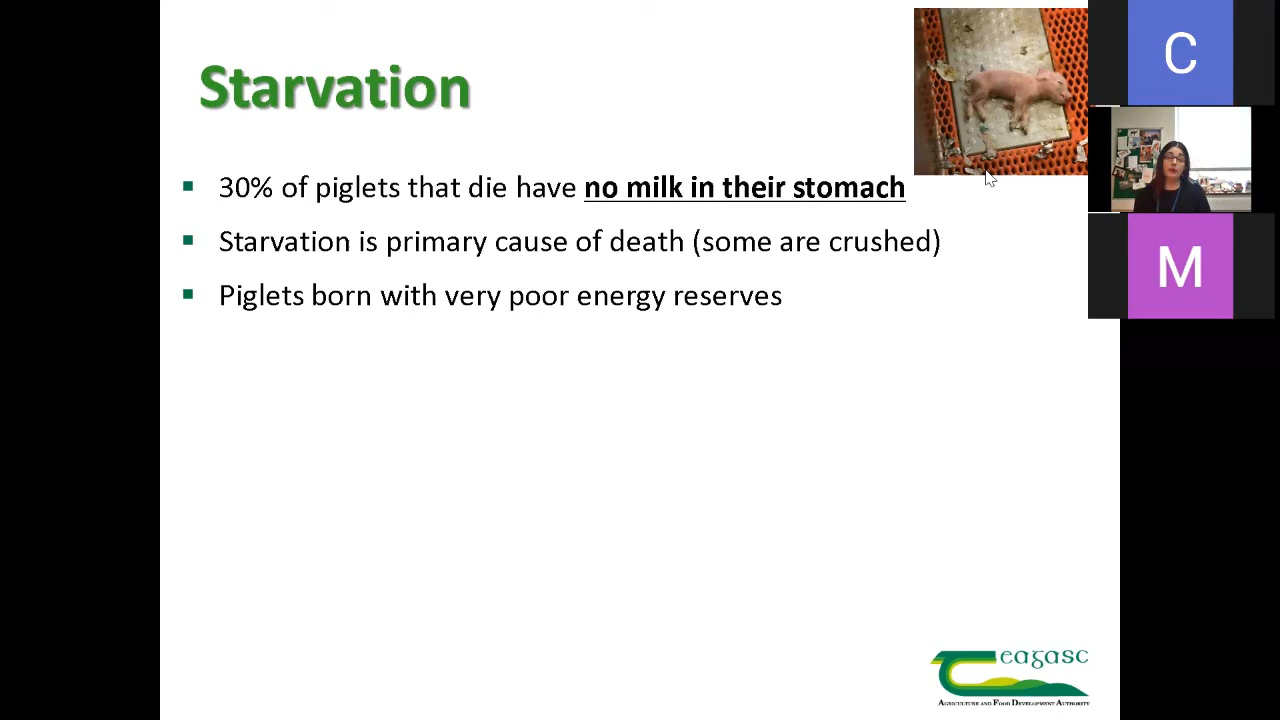 Starvation
30% of piglets that die have no milk in their stomach
Starvation is primary cause of death (some are crushed)
Piglets born with very poor energy reserves
C
M
Teagasc
AGRICULTURE AND FOOD DEVELOPMENT AUTHORITY